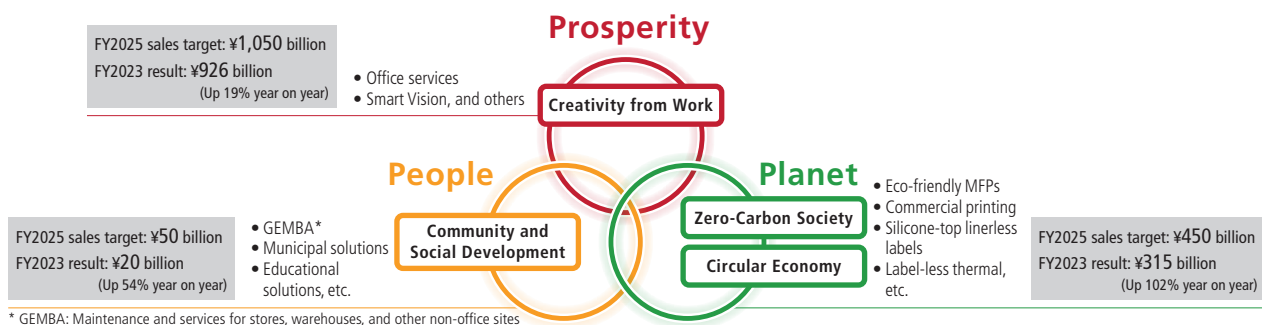 Prosperity
FY2025 sales target: ¥1,050 billion
FY2023 result: ¥926 billion
(Up 19% year on year)
• Office services
• Smart Vision, and others
Creativity from Work
People
FY2025 sales target: ¥50 billion
FY2023 result: ¥20 billion
(Up 54% year on year)
• GEMBA*
• Municipal solutions
• Educational
solutions, etc.
Community and
Social Development
Planet
Zero-Carbon Society
Circular Economy
• Eco-friendly MFPs
• Commercial printing
• Silicone-top linerless
labels
• Label-less thermal,
etc.
FY2025 sales target: ¥450 billion
FY2023 result: ¥315 billion
(Up 102% year on year)
* GEMBA: Maintenance and services for stores, warehouses, and other non-office sites